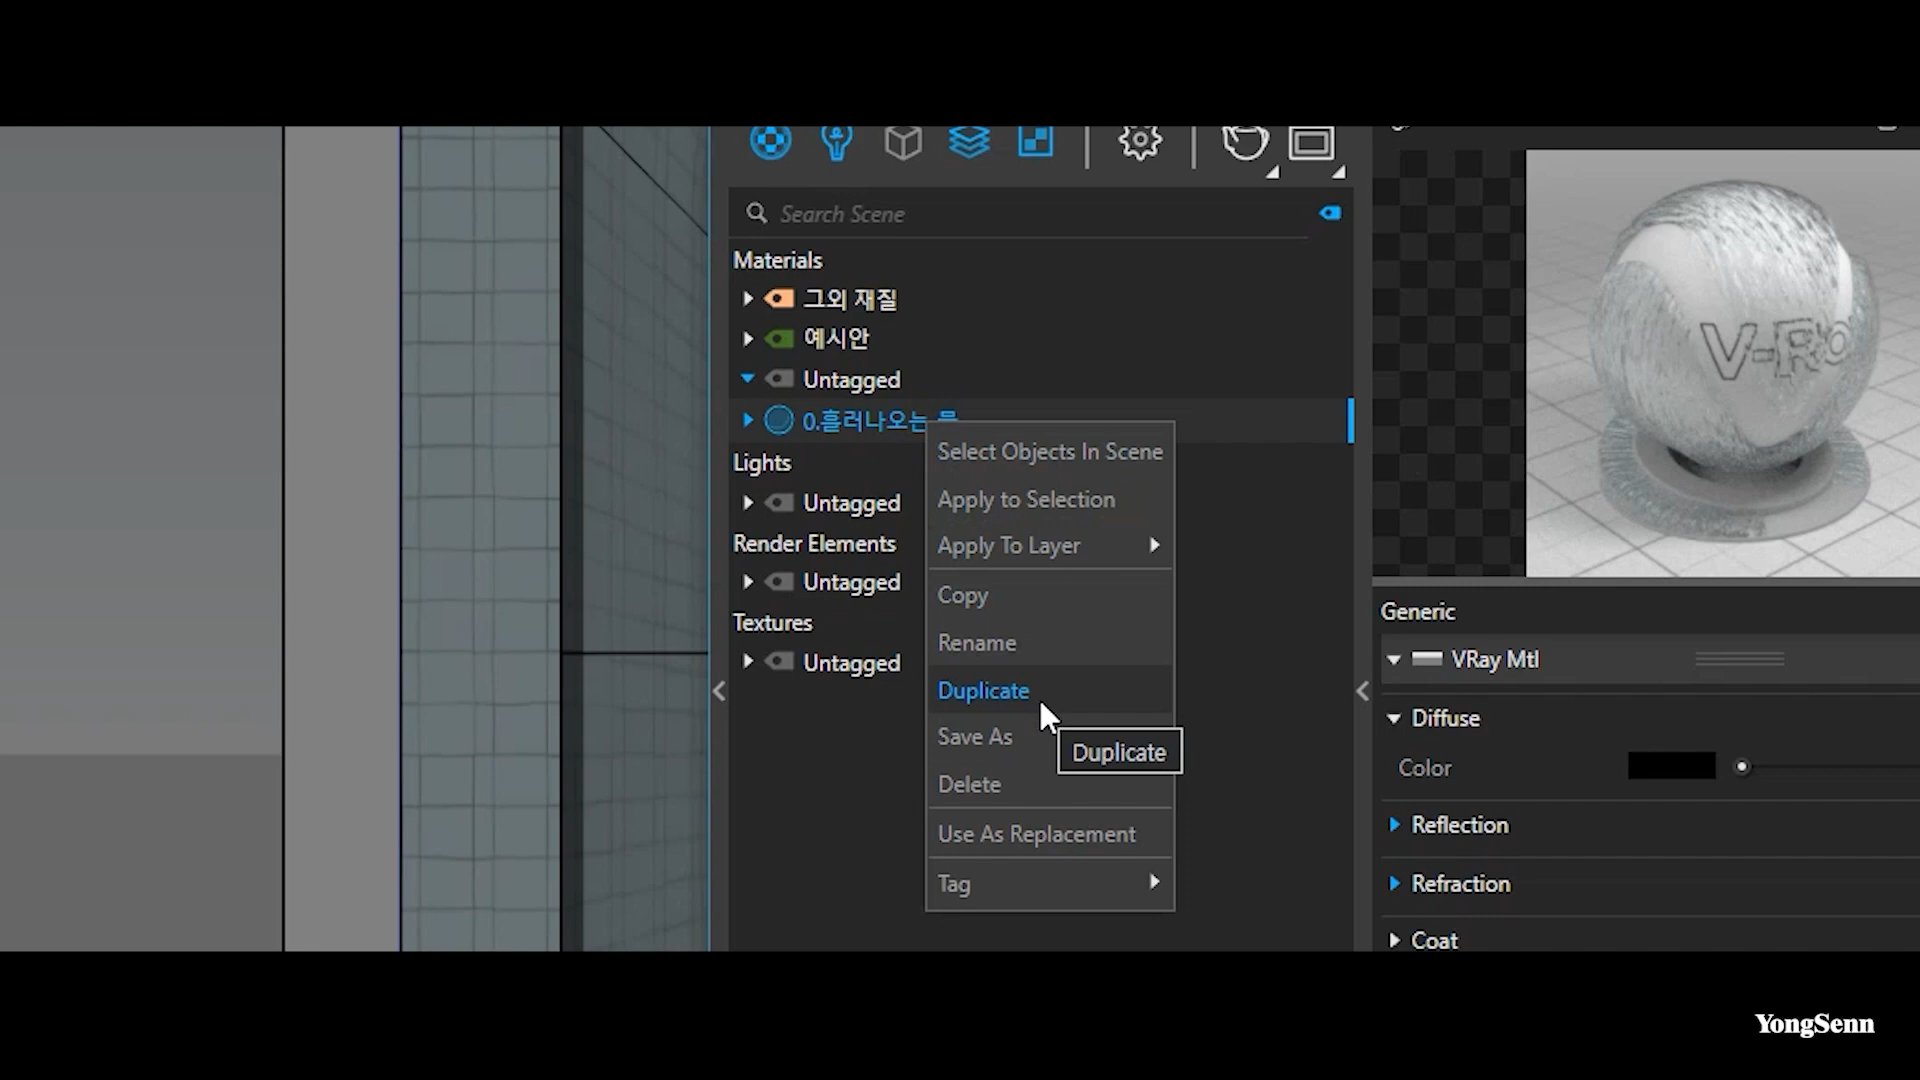 Search Scene
Materials
그외 재질
예시안
Untagged
0.흘러나오는 물
Lights
Untagged
Render Elements
Untagged
Textures
Untagged
Select Objects In Scene
Apply to Selection
Apply To Layer
Copy
Rename
Duplicate
Save As
Duplicate
Delete
Use As Replacement
Tag
V-Ra
Generic
VRay Mtl
Diffuse
Color
Reflection
Refraction
Coat
YongSenn